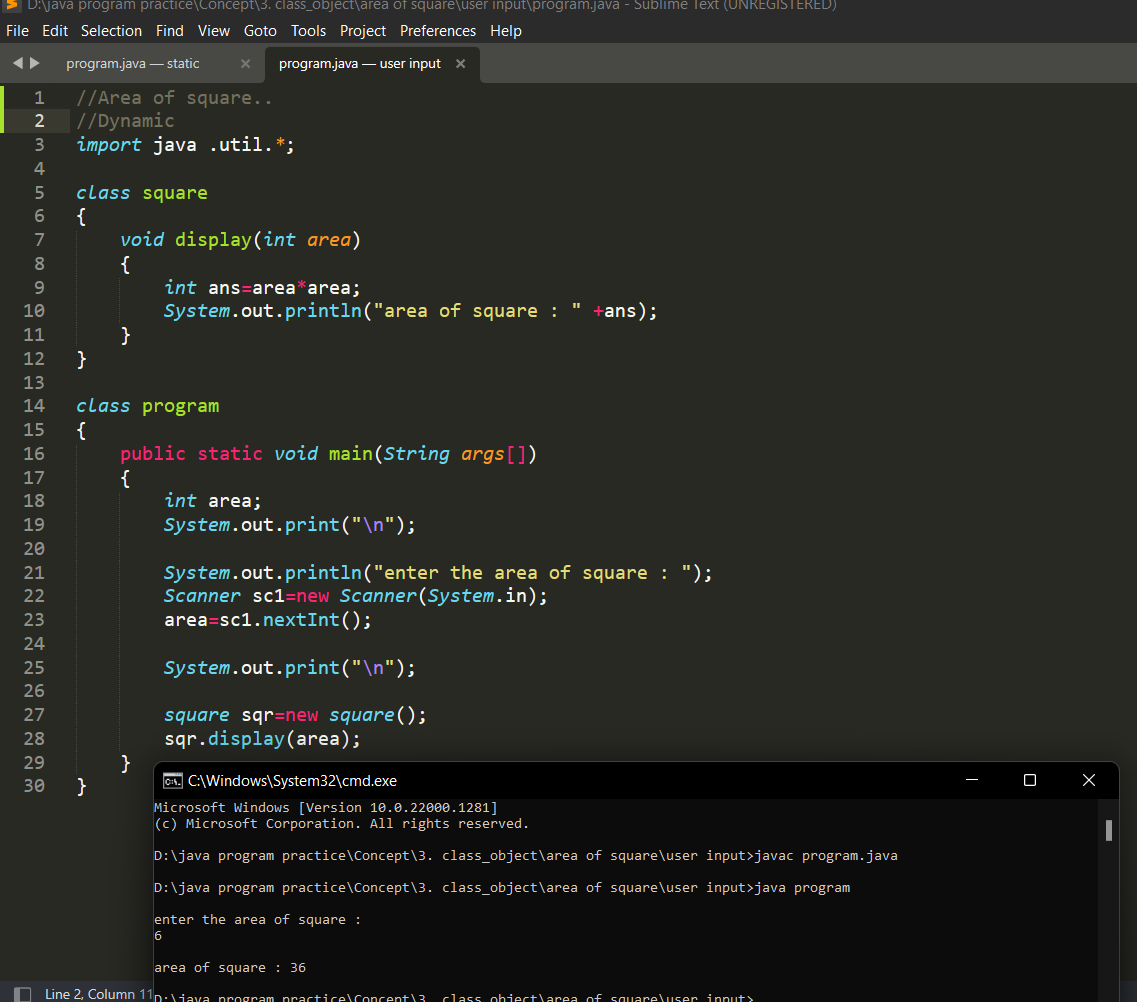 D:\java program practice\Concept\3. class_object\area of square\user input\program.java - Sublime Text (UNREGISTERED)
File Edit Selection Find View Goto Tools Project Preferences Help
program.java — static × program.java — user input ×
1 //Area of square..
2 //Dynamic
3 import java .util.*;
4
5 class square
6 {
7 void display(int area)
8 {
9 int ans=area*area;
10 System.out.println("area of square : " +ans);
11 }
12 }
13
14 class program
15 {
16 public static void main(String args[])
17 {
18 int area;
19 System.out.print("\n");
20
21 System.out.println("enter the area of square : ");
22 Scanner sc1=new Scanner(System.in);
23 area=sc1.nextInt();
24
25 System.out.print("\n");
26
27 square sqr=new square();
28 sqr.display(area);
29 }
30 }
C:\Windows\System32\cmd.exe
Microsoft Windows [Version 10.0.22000.1281]
(c) Microsoft Corporation. All rights reserved.
D:\java program practice\Concept\3. class_object\area of square\user input>javac program.java
D:\java program practice\Concept\3. class_object\area of square\user input>java program
enter the area of square :
6
area of square : 36
D:\java program practice\Concept\3. class_object\area of square\user input>
Line 2, Column 11